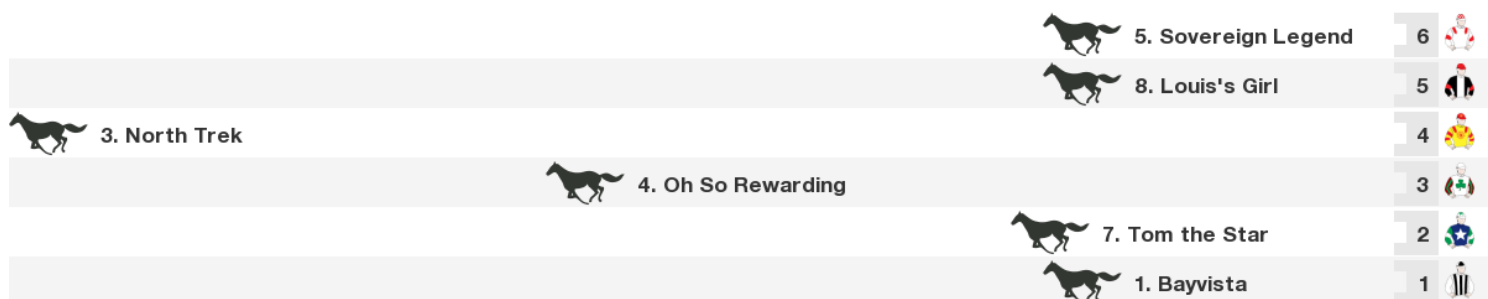 5. Sovereign Legend 6
8. Louis's Girl 5
3. North Trek 4
4. Oh So Rewarding 3
7. Tom the Star 2
1. Bayvista 1